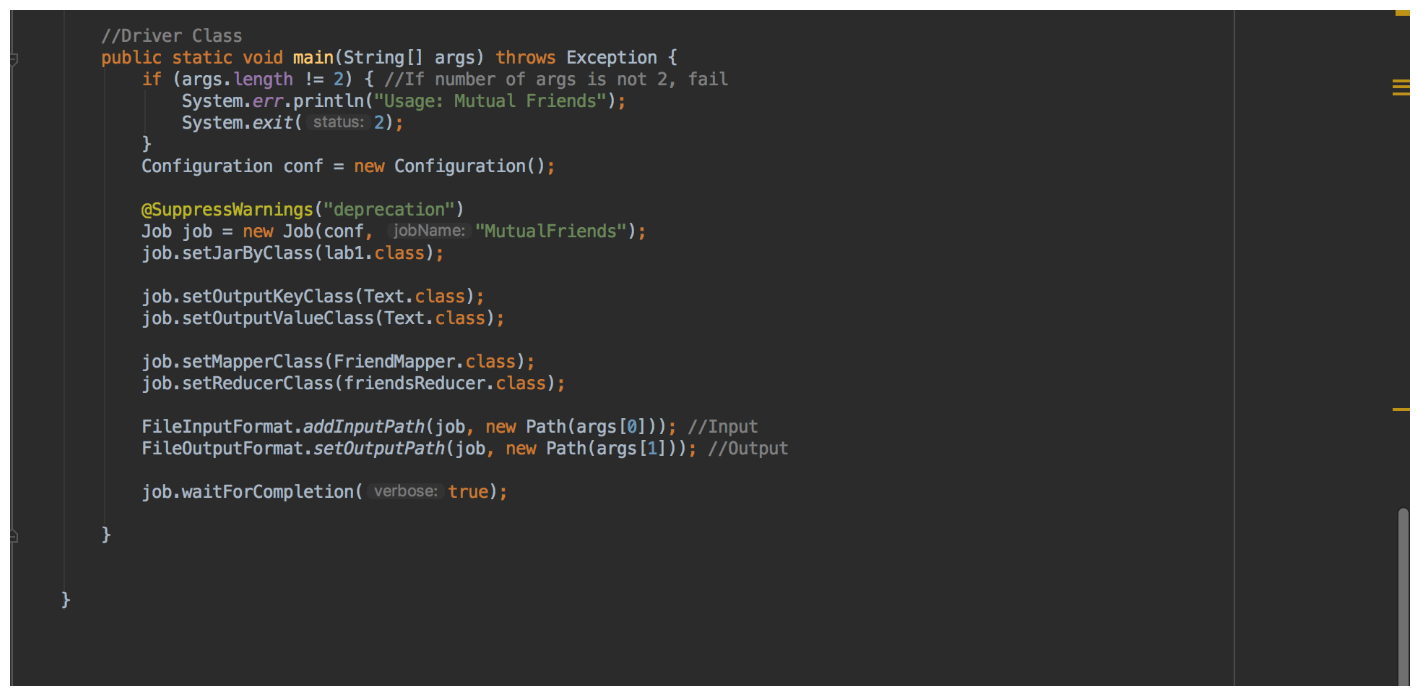 //Driver Class
public static void main(String[] args) throws Exception {
if (args.length != 2) { //If number of args is not 2, fail
System.err.println("Usage: Mutual Friends");
System.exit( status: 2);
}
Configuration conf = new Configuration();
@SuppressWarnings("deprecation")
Job job = new Job(conf, jobName: "MutualFriends");
job.setJarByClass(lab1.class);
job.setOutputKeyClass(Text.class);
job.setOutputValueClass(Text.class);
job.setMapperClass(FriendMapper.class);
job.setReducerClass(friendsReducer.class);
FileInputFormat.addInputPath(job, new Path(args[0])); //Input
FileOutputFormat.setOutputPath(job, new Path(args[1])); //Output
job.waitForCompletion( verbose: true);
}
}